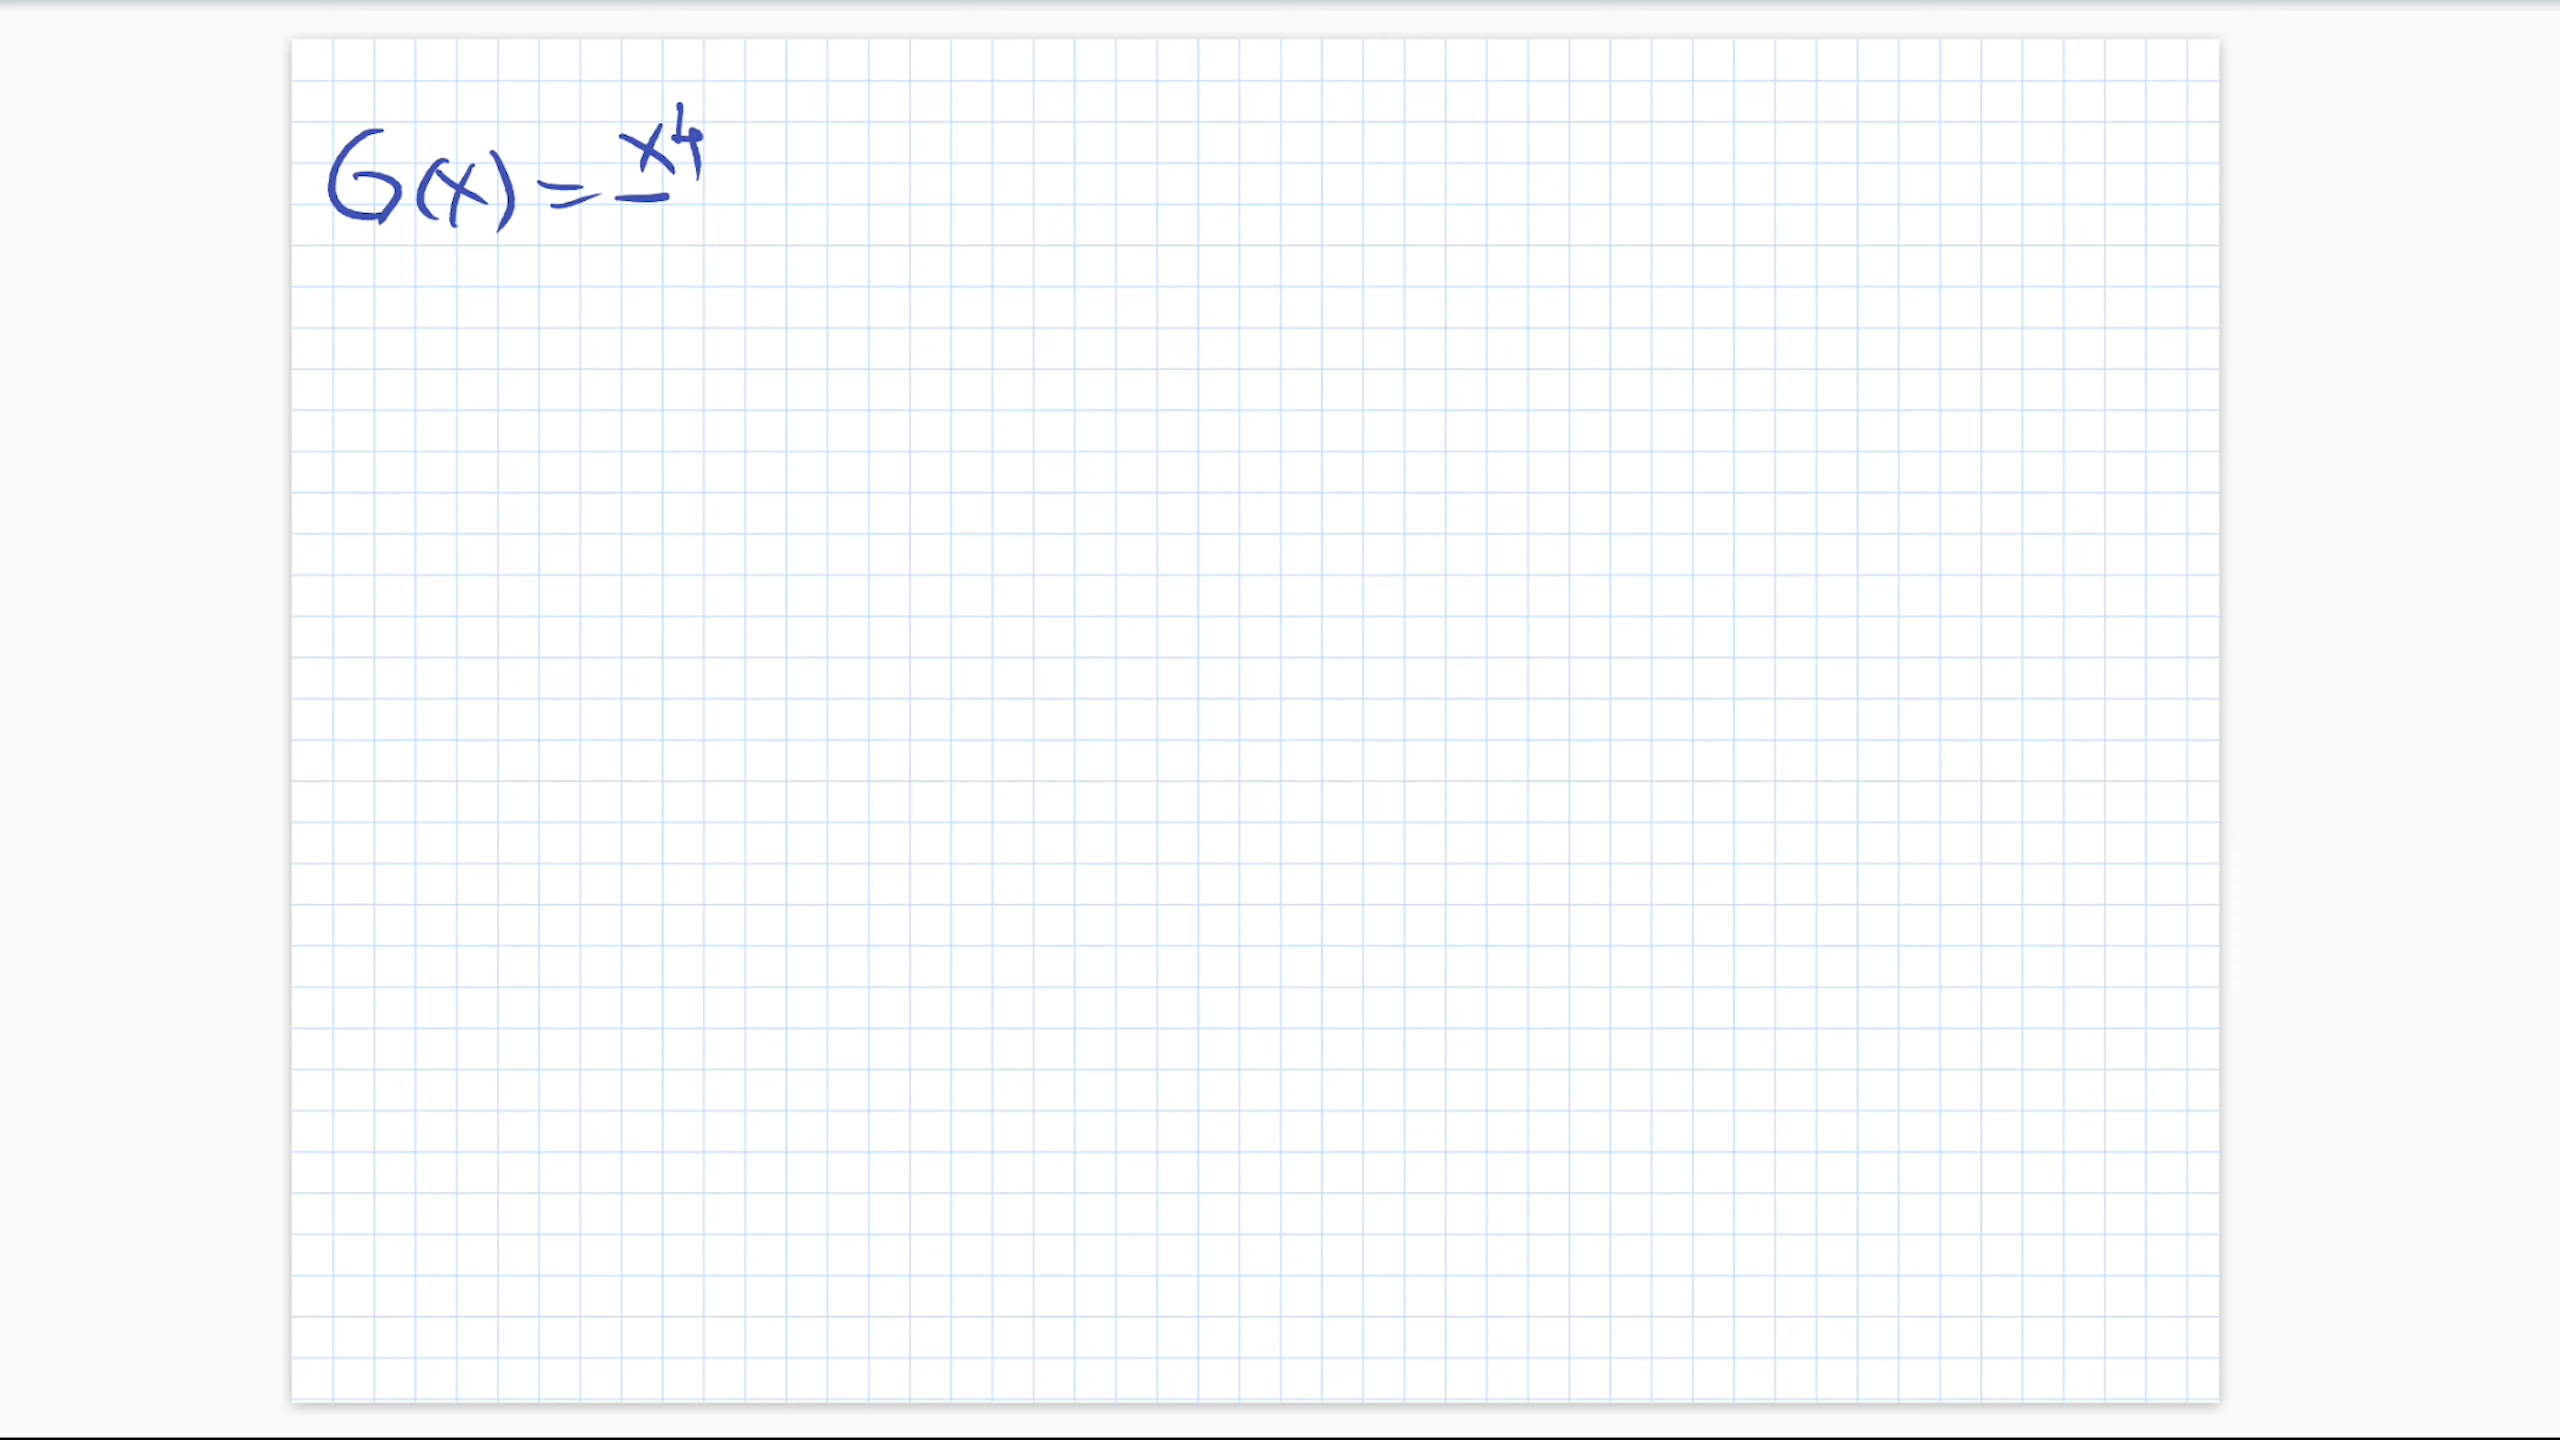 G(x) = x⁴